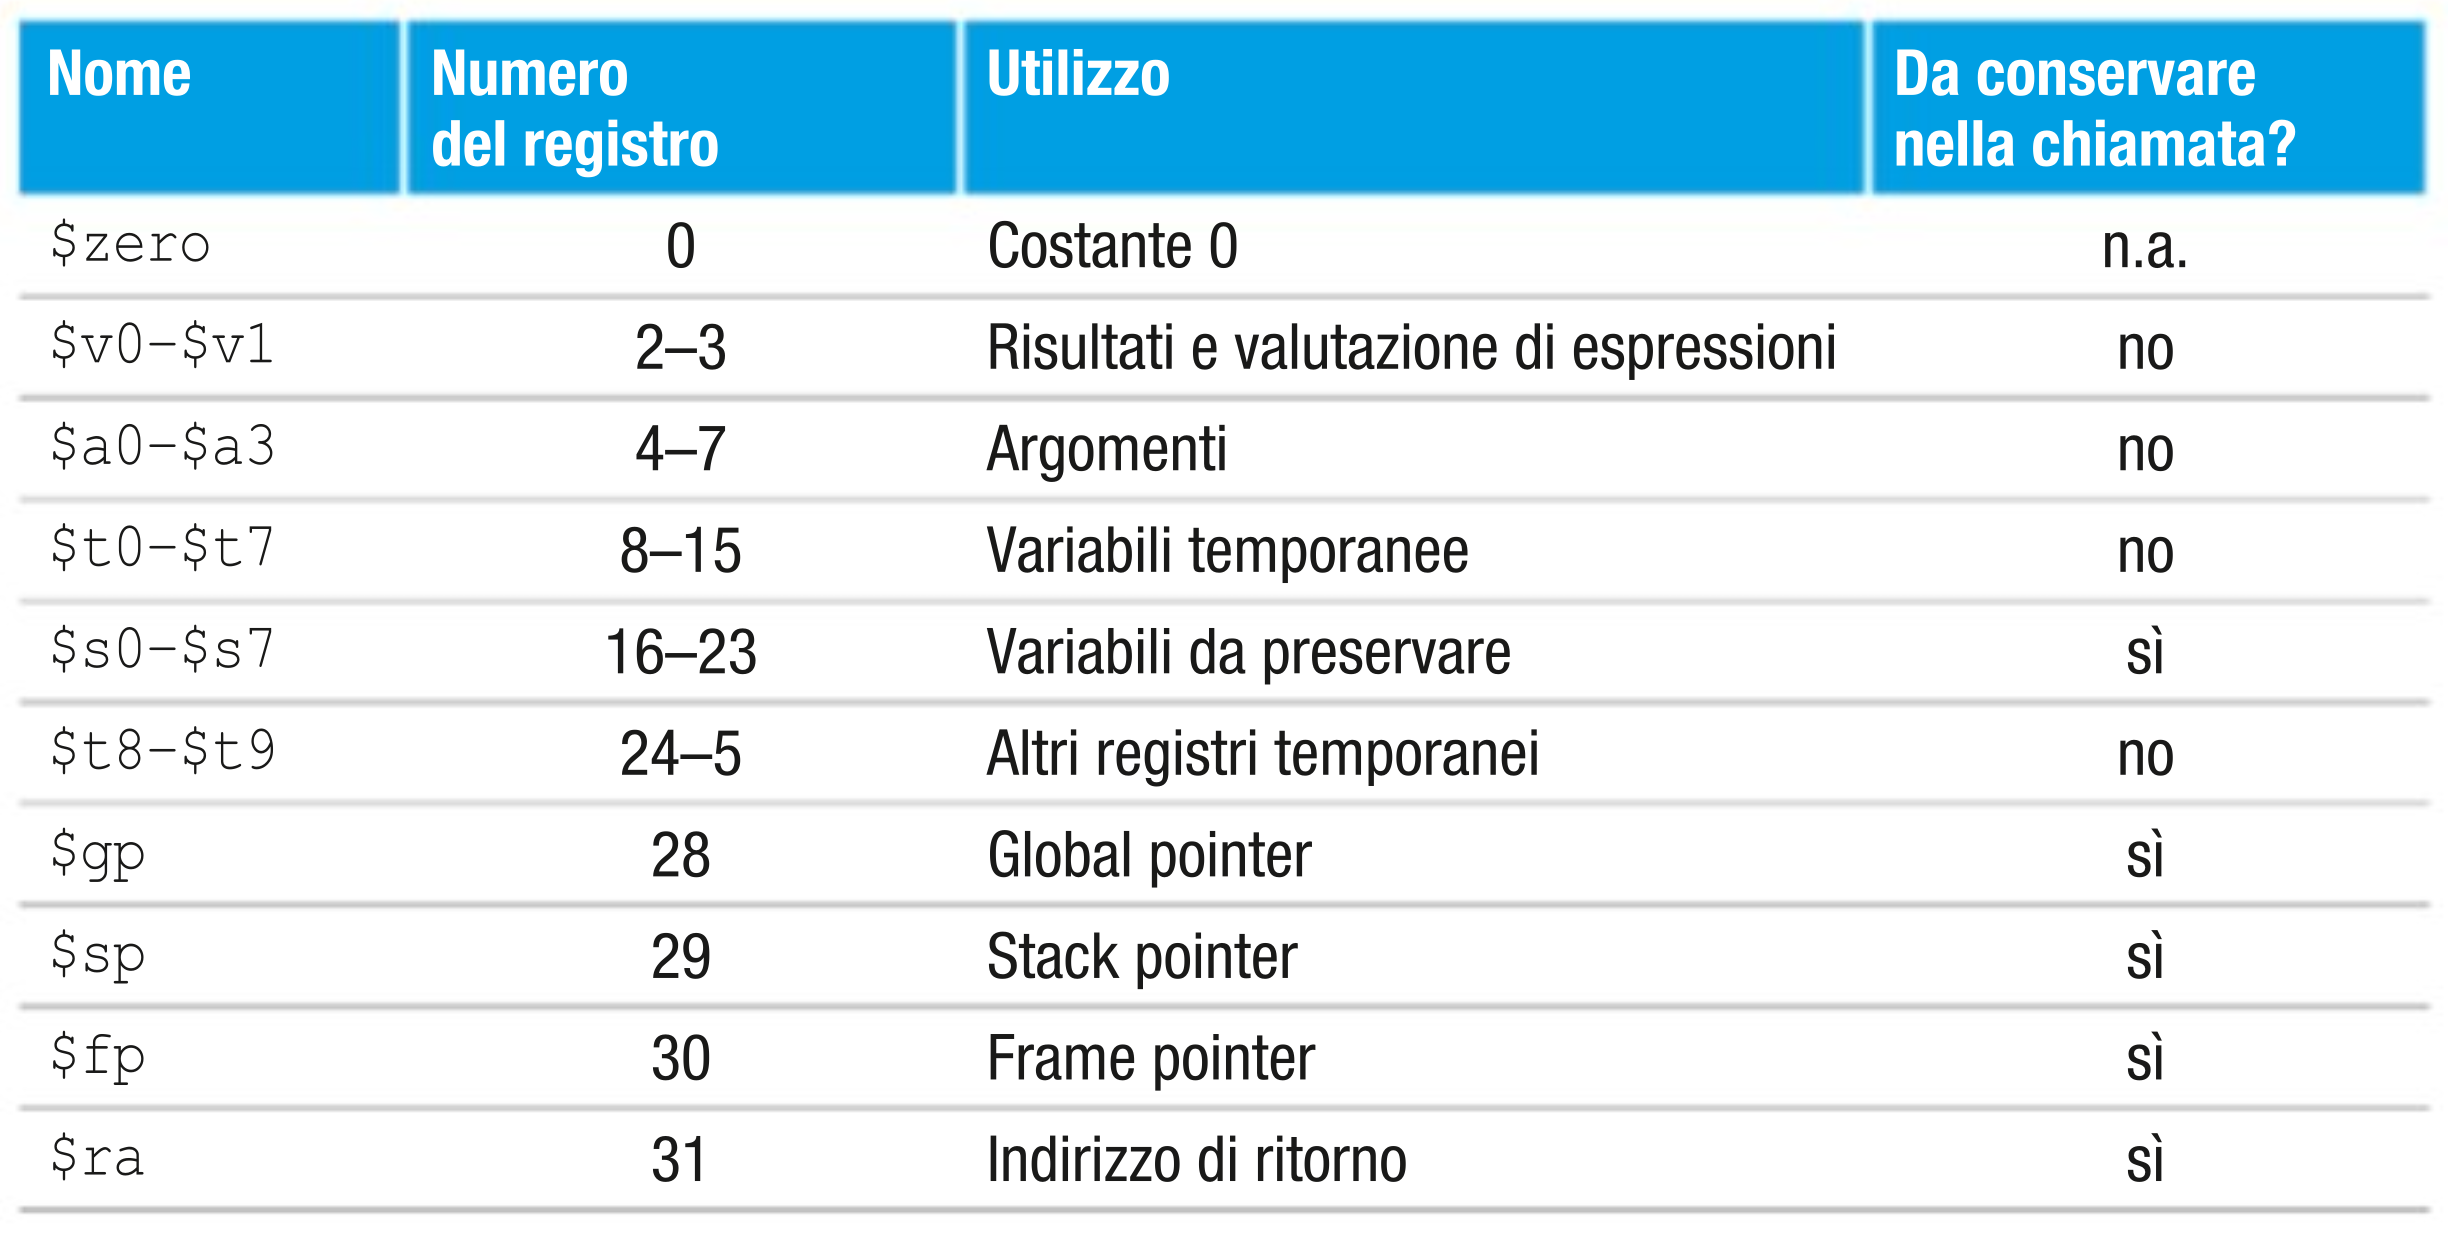 Nome Numero del registro Utilizzo Da conservare nella chiamata?
$zero 0 Costante 0 n.a.
$v0–$v1 2–3 Risultati e valutazione di espressioni no
$a0–$a3 4–7 Argomenti no
$t0–$t7 8–15 Variabili temporanee no
$s0–$s7 16–23 Variabili da preservare sì
$t8–$t9 24–5 Altri registri temporanei no
$gp 28 Global pointer sì
$sp 29 Stack pointer sì
$fp 30 Frame pointer sì
$ra 31 Indirizzo di ritorno sì